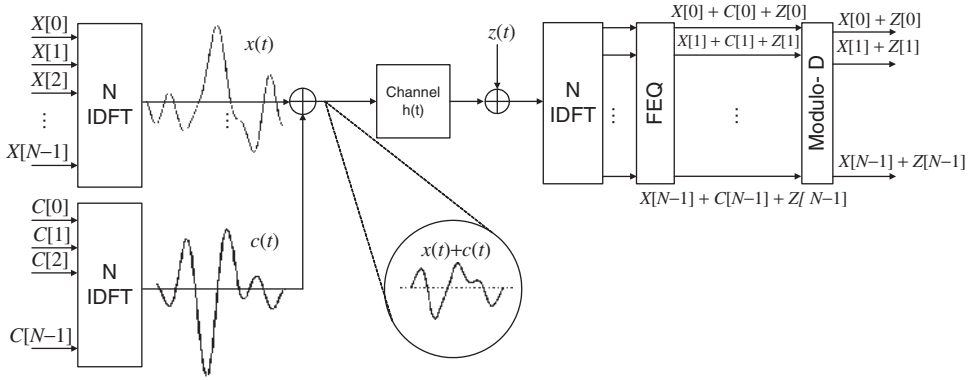 X[0]
X[1]
X[2]
...
X[N–1]
N
IDFT
x(t)
...
C[0]
C[1]
C[2]
C[N–1]
N
IDFT
c(t)
x(t)+c(t)
Channel
h(t)
z(t)
N
IDFT
...
...
FEQ
X[0] + C[0] + Z[0]
X[1] + C[1] + Z[1]
...
X[N–1] + C[N–1] + Z[ N–1]
Modulo- D
X[0] + Z[0]
X[1] + Z[1]
X[N–1] + Z[N–1]